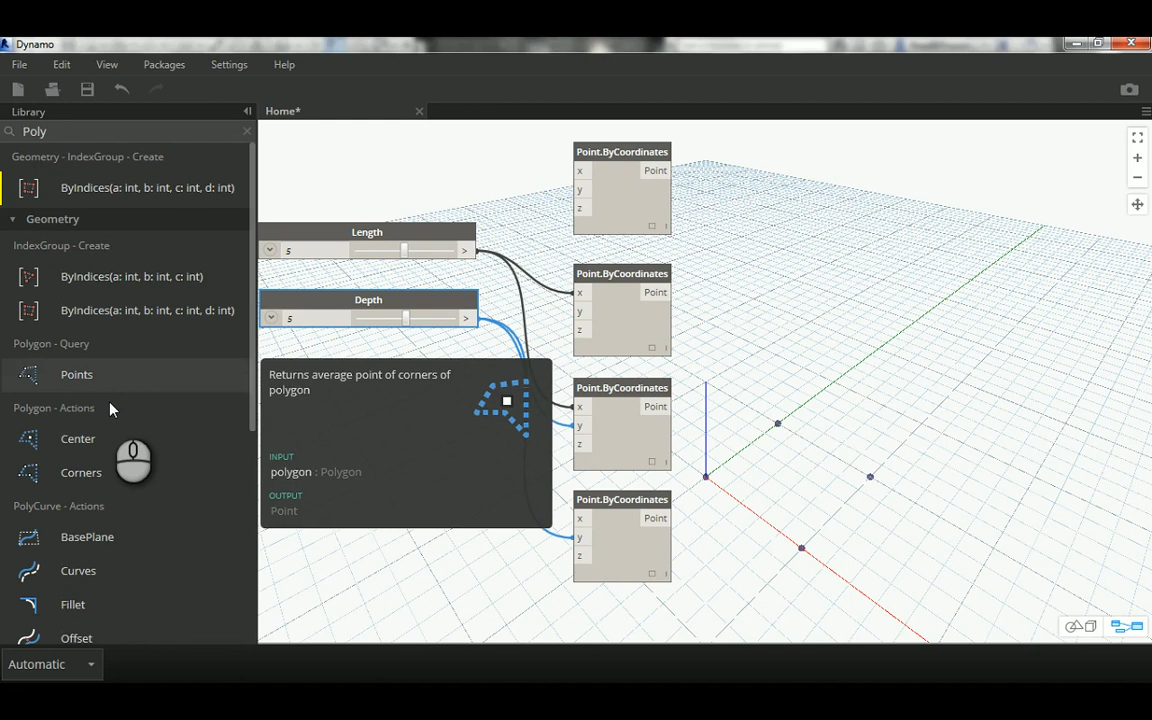 Dynamo
File Edit View Packages Settings Help
Library
Home*
Poly
Geometry - IndexGroup - Create
ByIndices(a: int, b: int, c: int, d: int)
Geometry
IndexGroup - Create
ByIndices(a: int, b: int, c: int)
ByIndices(a: int, b: int, c: int, d: int)
Polygon - Query
Points
Polygon - Actions
Center
Corners
PolyCurve - Actions
BasePlane
Curves
Fillet
Offset
Automatic
Length
5 >
Depth
5 >
Returns average point of corners of
polygon
INPUT
polygon : Polygon
OUTPUT
Point
Point.ByCoordinates
x Point
y
z
Point.ByCoordinates
x Point
y
z
Point.ByCoordinates
x Point
y
z
Point.ByCoordinates
x Point
y
z